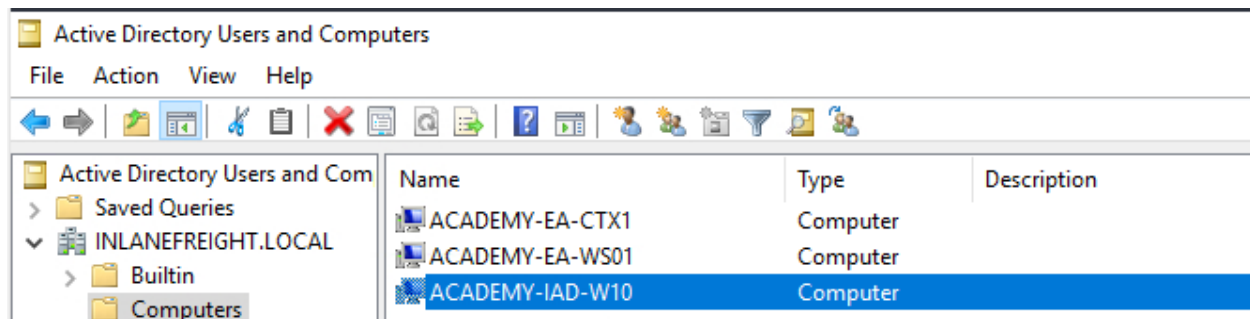 Active Directory Users and Computers
File Action View Help
Active Directory Users and Com
Saved Queries
INLANEFREIGHT.LOCAL
Builtin
Computers
Name Type Description
ACADEMY-EA-CTX1 Computer
ACADEMY-EA-WS01 Computer
ACADEMY-IAD-W10 Computer